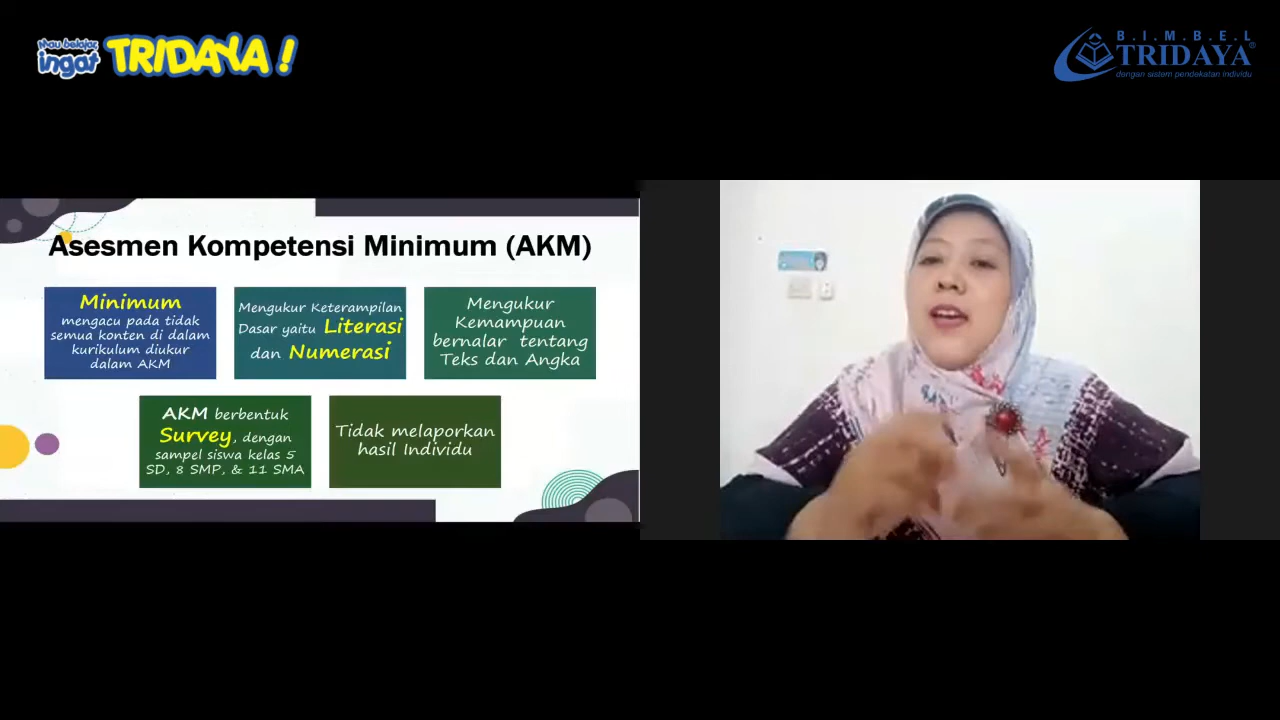 Mau belajar,
ingat TRIDAYA !
B.I.M.B.E.L
TRIDAYA®
dengan sistem pendekatan individu
Asesmen Kompetensi Minimum (AKM)
Minimum
mengacu pada tidak
semua konten di dalam
kurikulum diukur
dalam AKM
Mengukur Keterampilan
Dasar yaitu Literasi
dan Numerasi
Mengukur
Kemampuan
bernalar tentang
Teks dan Angka
AKM berbentuk
Survey, dengan
sampel siswa kelas 5
SD, 8 SMP, & 11 SMA
Tidak melaporkan
hasil Individu